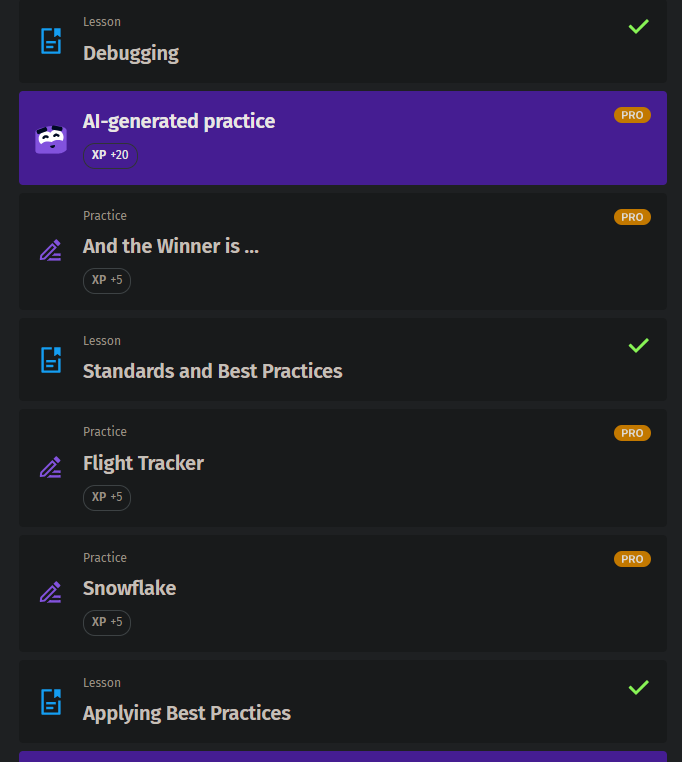 Lesson
Debugging
AI-generated practice
PRO
XP +20
Practice
PRO
And the Winner is ...
XP +5
Lesson
Standards and Best Practices
Practice
PRO
Flight Tracker
XP +5
Practice
PRO
Snowflake
XP +5
Lesson
Applying Best Practices